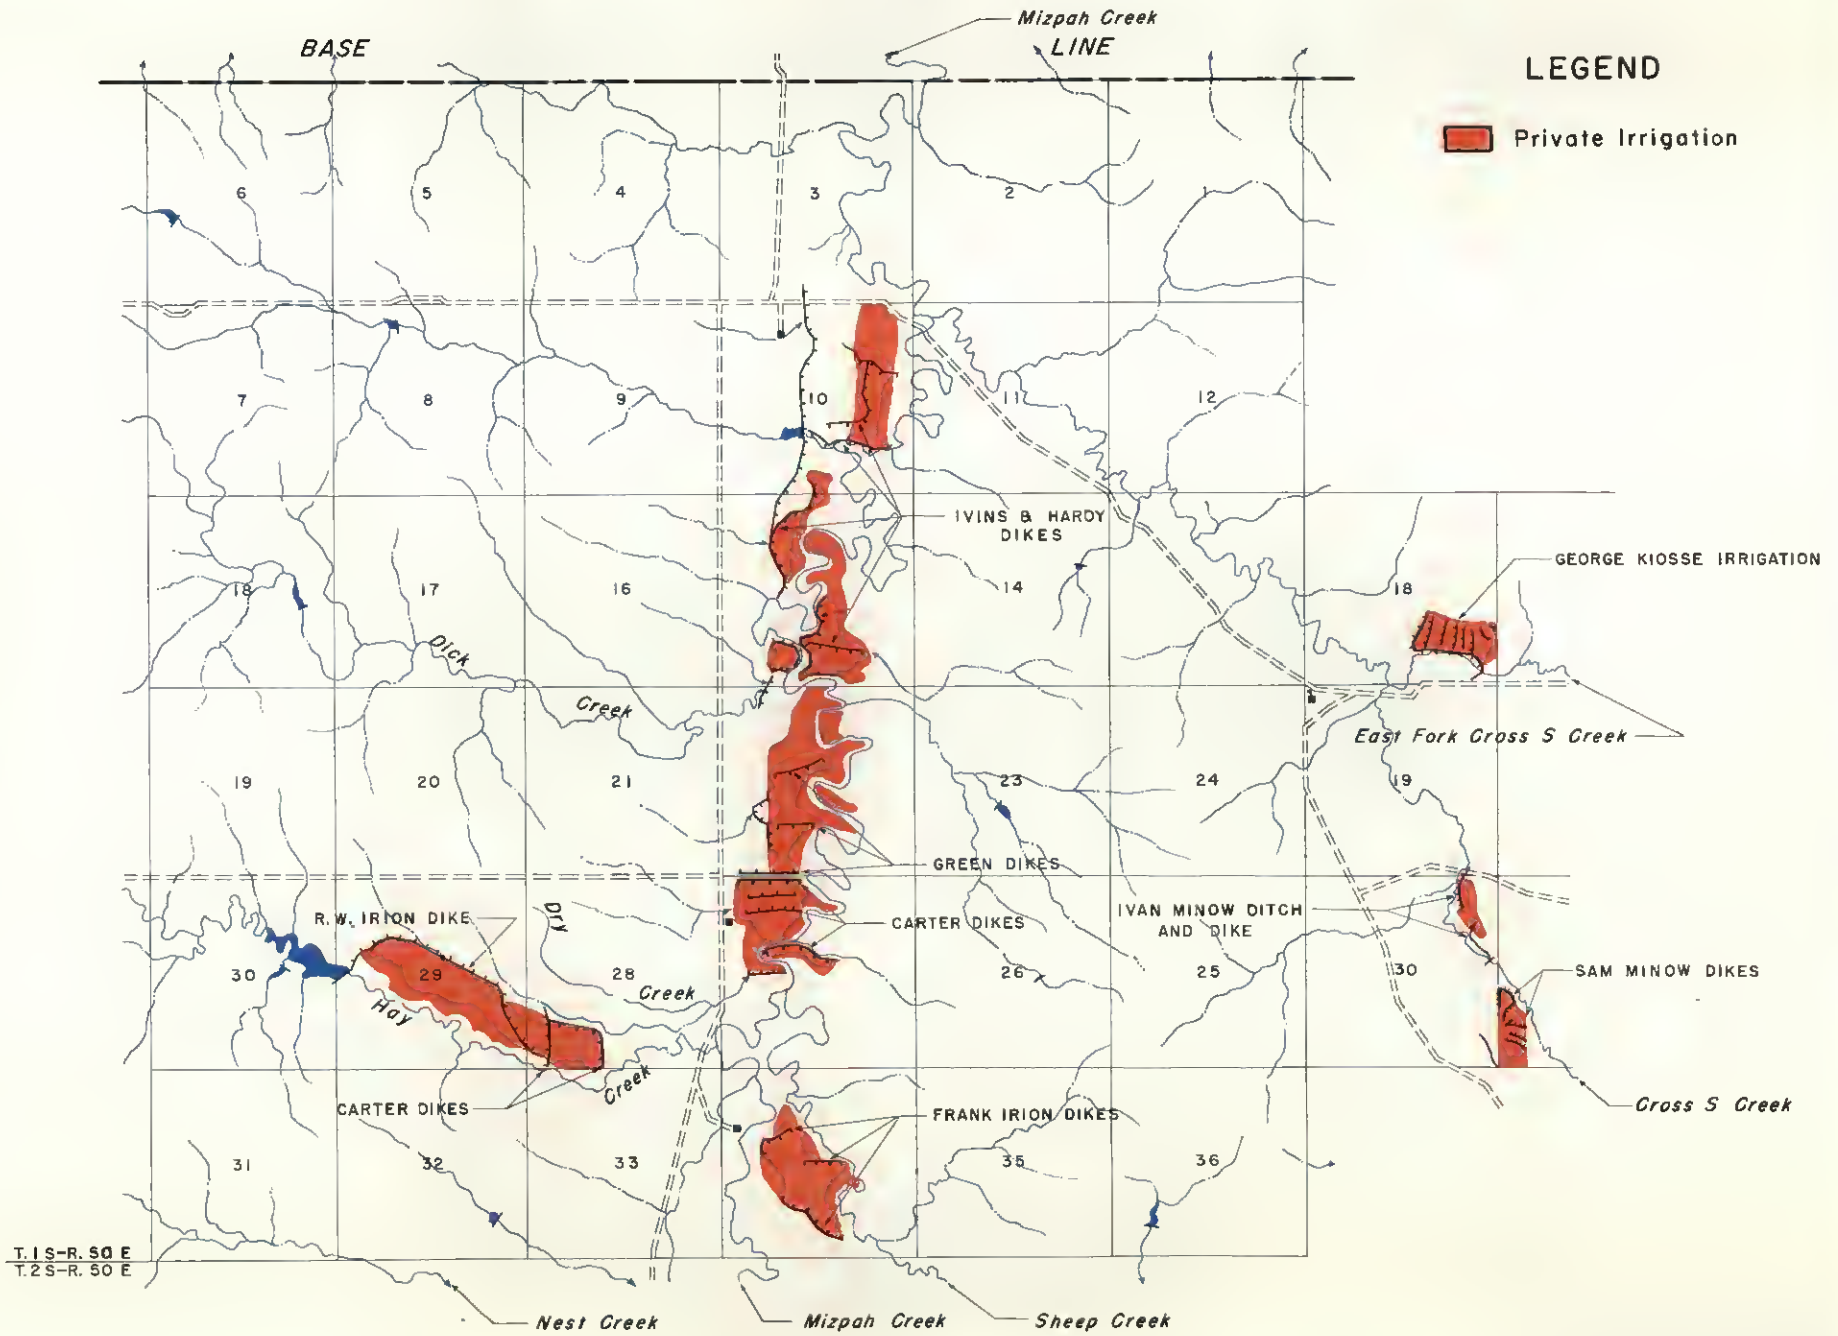 Mizpah Creek
BASE
LINE
LEGEND
Private Irrigation
6
5
4
3
2
1
7
8
9
10
11
12
IVINS & HARDY
DIKES
GEORGE KIOSSE IRRIGATION
18
17
16
14
18
Dick
Creek
East Fork Cross S Creek
19
20
21
23
24
19
GREEN DIKES
R.W. IRION DIKE
Dry
CARTER DIKES
IVAN MINOW DITCH
AND DIKE
30
29
28
26
25
30
SAM MINOW DIKES
Creek
Hay
Creek
CARTER DIKES
FRANK IRION DIKES
Cross S Creek
31
32
33
35
36
T.1 S-R. 50 E
T.2 S-R. 50 E
Nest Creek
Mizpah Creek
Sheep Creek